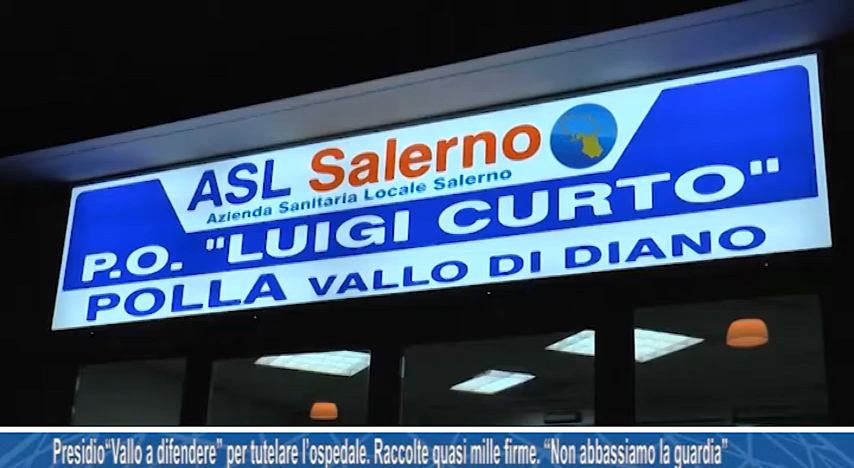 ASL Salerno
Azienda Sanitaria Locale Salerno
P.O. "LUIGI CURTO"
POLLA VALLO DI DIANO
Presidio“Vallo a difendere” per tutelare l’ospedale. Raccolte quasi mille firme. “Non abbassiamo la guardia”